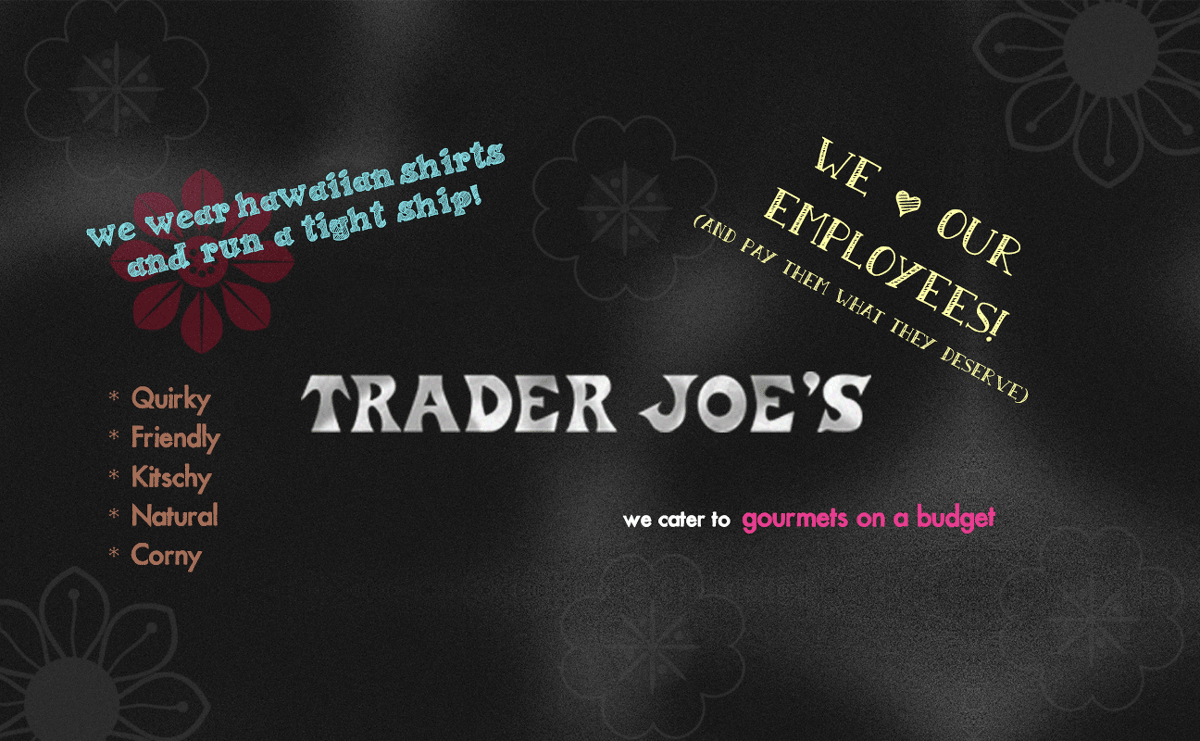 we wear hawaiian shirts
and run a tight ship!
WE ♥ OUR
EMPLOYEES!
(AND PAY THEM WHAT THEY DESERVE)
TRADER JOE'S
* Quirky
* Friendly
* Kitschy
* Natural
* Corny
we cater to gourmets on a budget